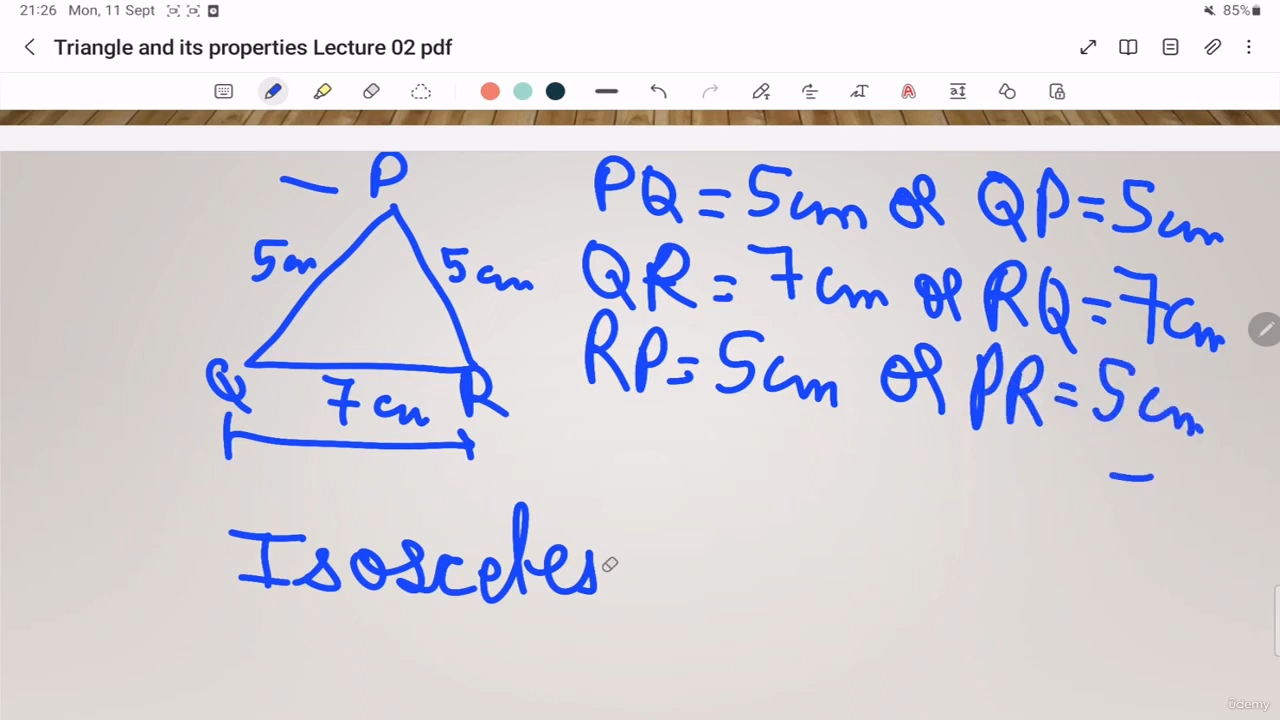 21:26 Mon, 11 Sept 85%
Triangle and its properties Lecture 02 pdf
P
5cm 5cm
Q 7cm R
PQ = 5cm or QP = 5cm
QR = 7cm or RQ = 7cm
RP = 5cm or PR = 5cm
Isosceles
ûdemy